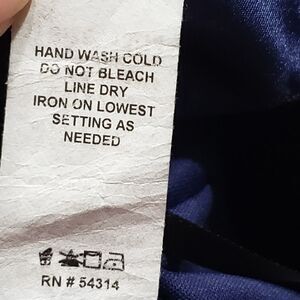 HAND WASH COLD
DO NOT BLEACH
LINE DRY
IRON ON LOWEST
SETTING AS
NEEDED
RN # 54314